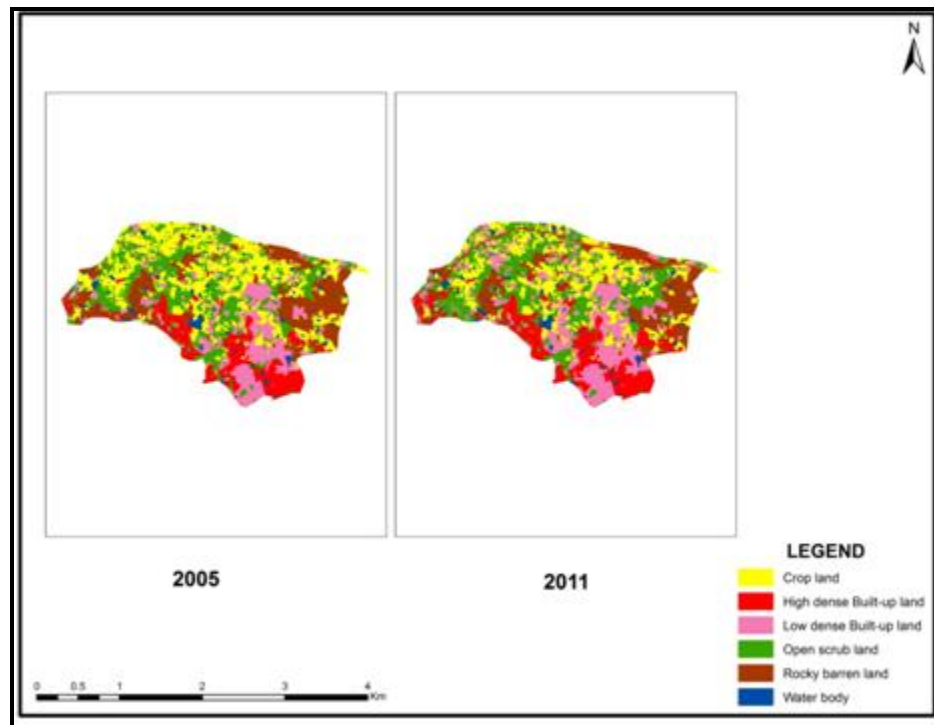 N
2005
2011
LEGEND
Crop land
High dense Built-up land
Low dense Built-up land
Open scrub land
Rocky barren land
Water body
0 0.5 1 2 3 4
Km